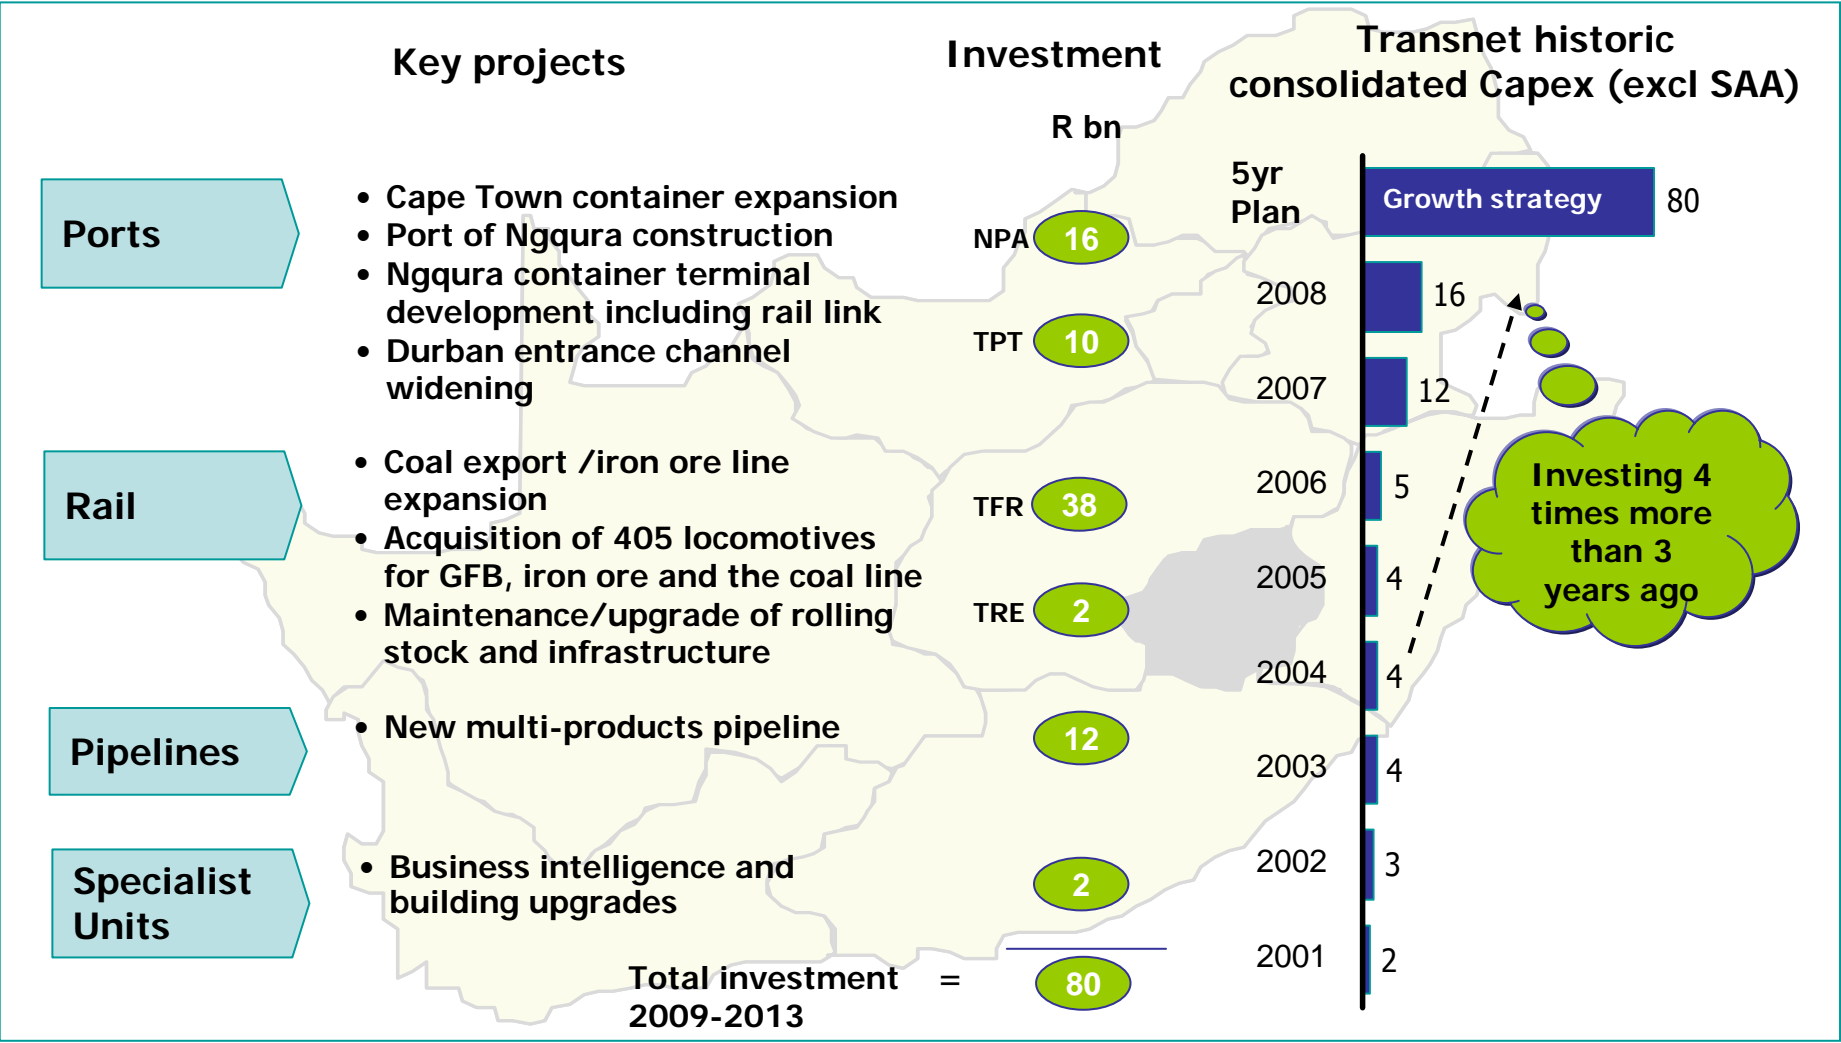 Key projects
Investment
R bn
Transnet historic
consolidated Capex (excl SAA)
Ports
• Cape Town container expansion
• Port of Ngqura construction
• Ngqura container terminal
development including rail link
• Durban entrance channel
widening
NPA 16
TPT 10
Rail
• Coal export /iron ore line
expansion
• Acquisition of 405 locomotives
for GFB, iron ore and the coal line
• Maintenance/upgrade of rolling
stock and infrastructure
TFR 38
TRE 2
Pipelines
• New multi-products pipeline
12
Specialist
Units
• Business intelligence and
building upgrades
2
Total investment = 80
2009-2013
5yr
Plan
Growth strategy 80
2008 16
2007 12
2006 5
2005 4
2004 4
2003 4
2002 3
2001 2
Investing 4
times more
than 3
years ago